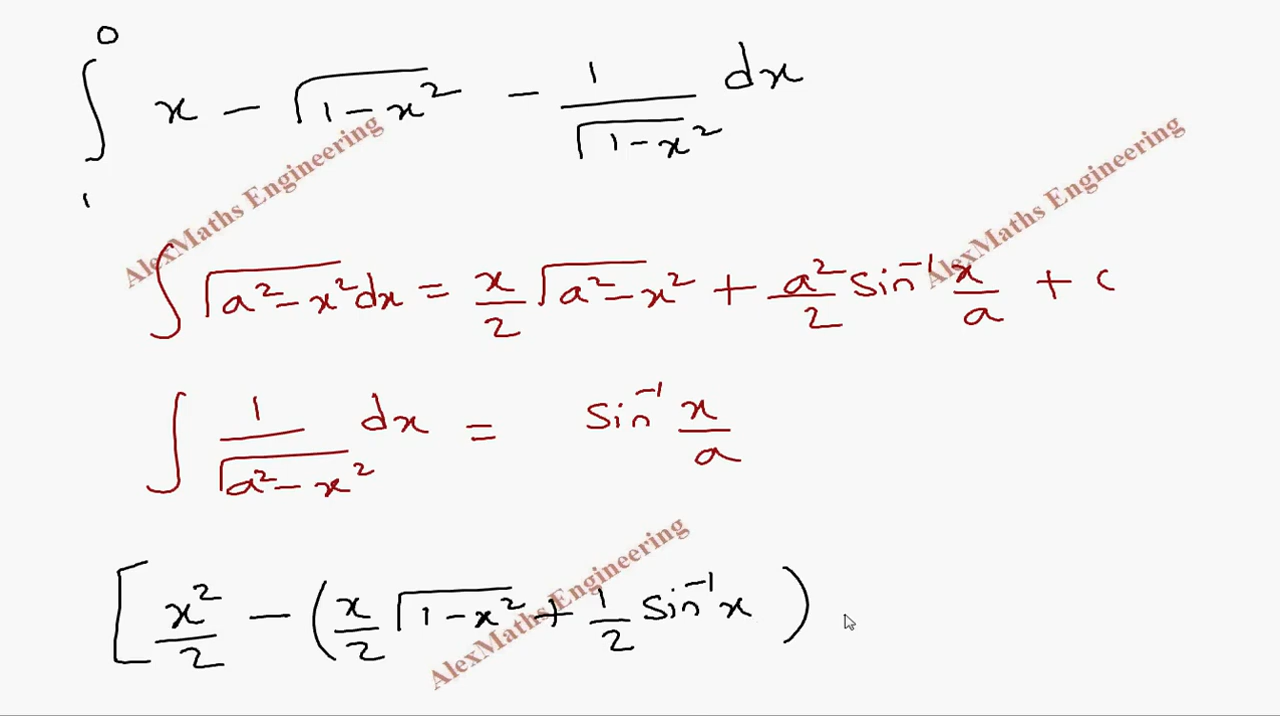 ∫₁⁰ x − √(1−x²) − 1/√(1−x²) dx
∫ √(a²−x²) dx = x/2 √(a²−x²) + a²/2 sin⁻¹ x/a + c
∫ 1/√(a²−x²) dx = sin⁻¹ x/a
[ x²/2 − ( x/2 √(1−x²) + 1/2 sin⁻¹x )
AlexMaths Engineering
AlexMaths Engineering
AlexMaths Engineering